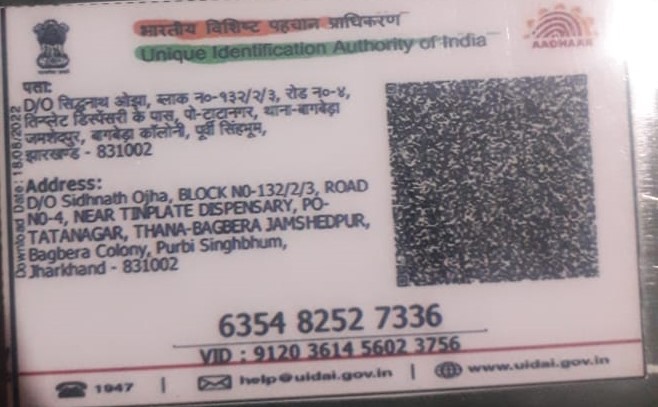 भारतीय विशिष्ट पहचान प्राधिकरण
Unique Identification Authority of India
AADHAAR
पता:
D/O सिद्धनाथ ओझा, ब्लाक न०-१३२/२/३, रोड न०-४,
तिन्प्लेट डिस्पेंसरी के पास, पो-टाटानगर, थाना-बागबेड़ा
जमशेदपुर, बागबेड़ा कॉलोनी, पूर्वी सिंहभूम,
झारखण्ड - 831002
Address:
D/O Sidhnath Ojha, BLOCK NO-132/2/3, ROAD
NO-4, NEAR TINPLATE DISPENSARY, PO-
TATANAGAR, THANA-BAGBERA JAMSHEDPUR,
Bagbera Colony, Purbi Singhbhum,
Jharkhand - 831002
Download Date: 18/08/2022
6354 8252 7336
VID : 9120 3614 5602 3756
1947 | help@uidai.gov.in | www.uidai.gov.in